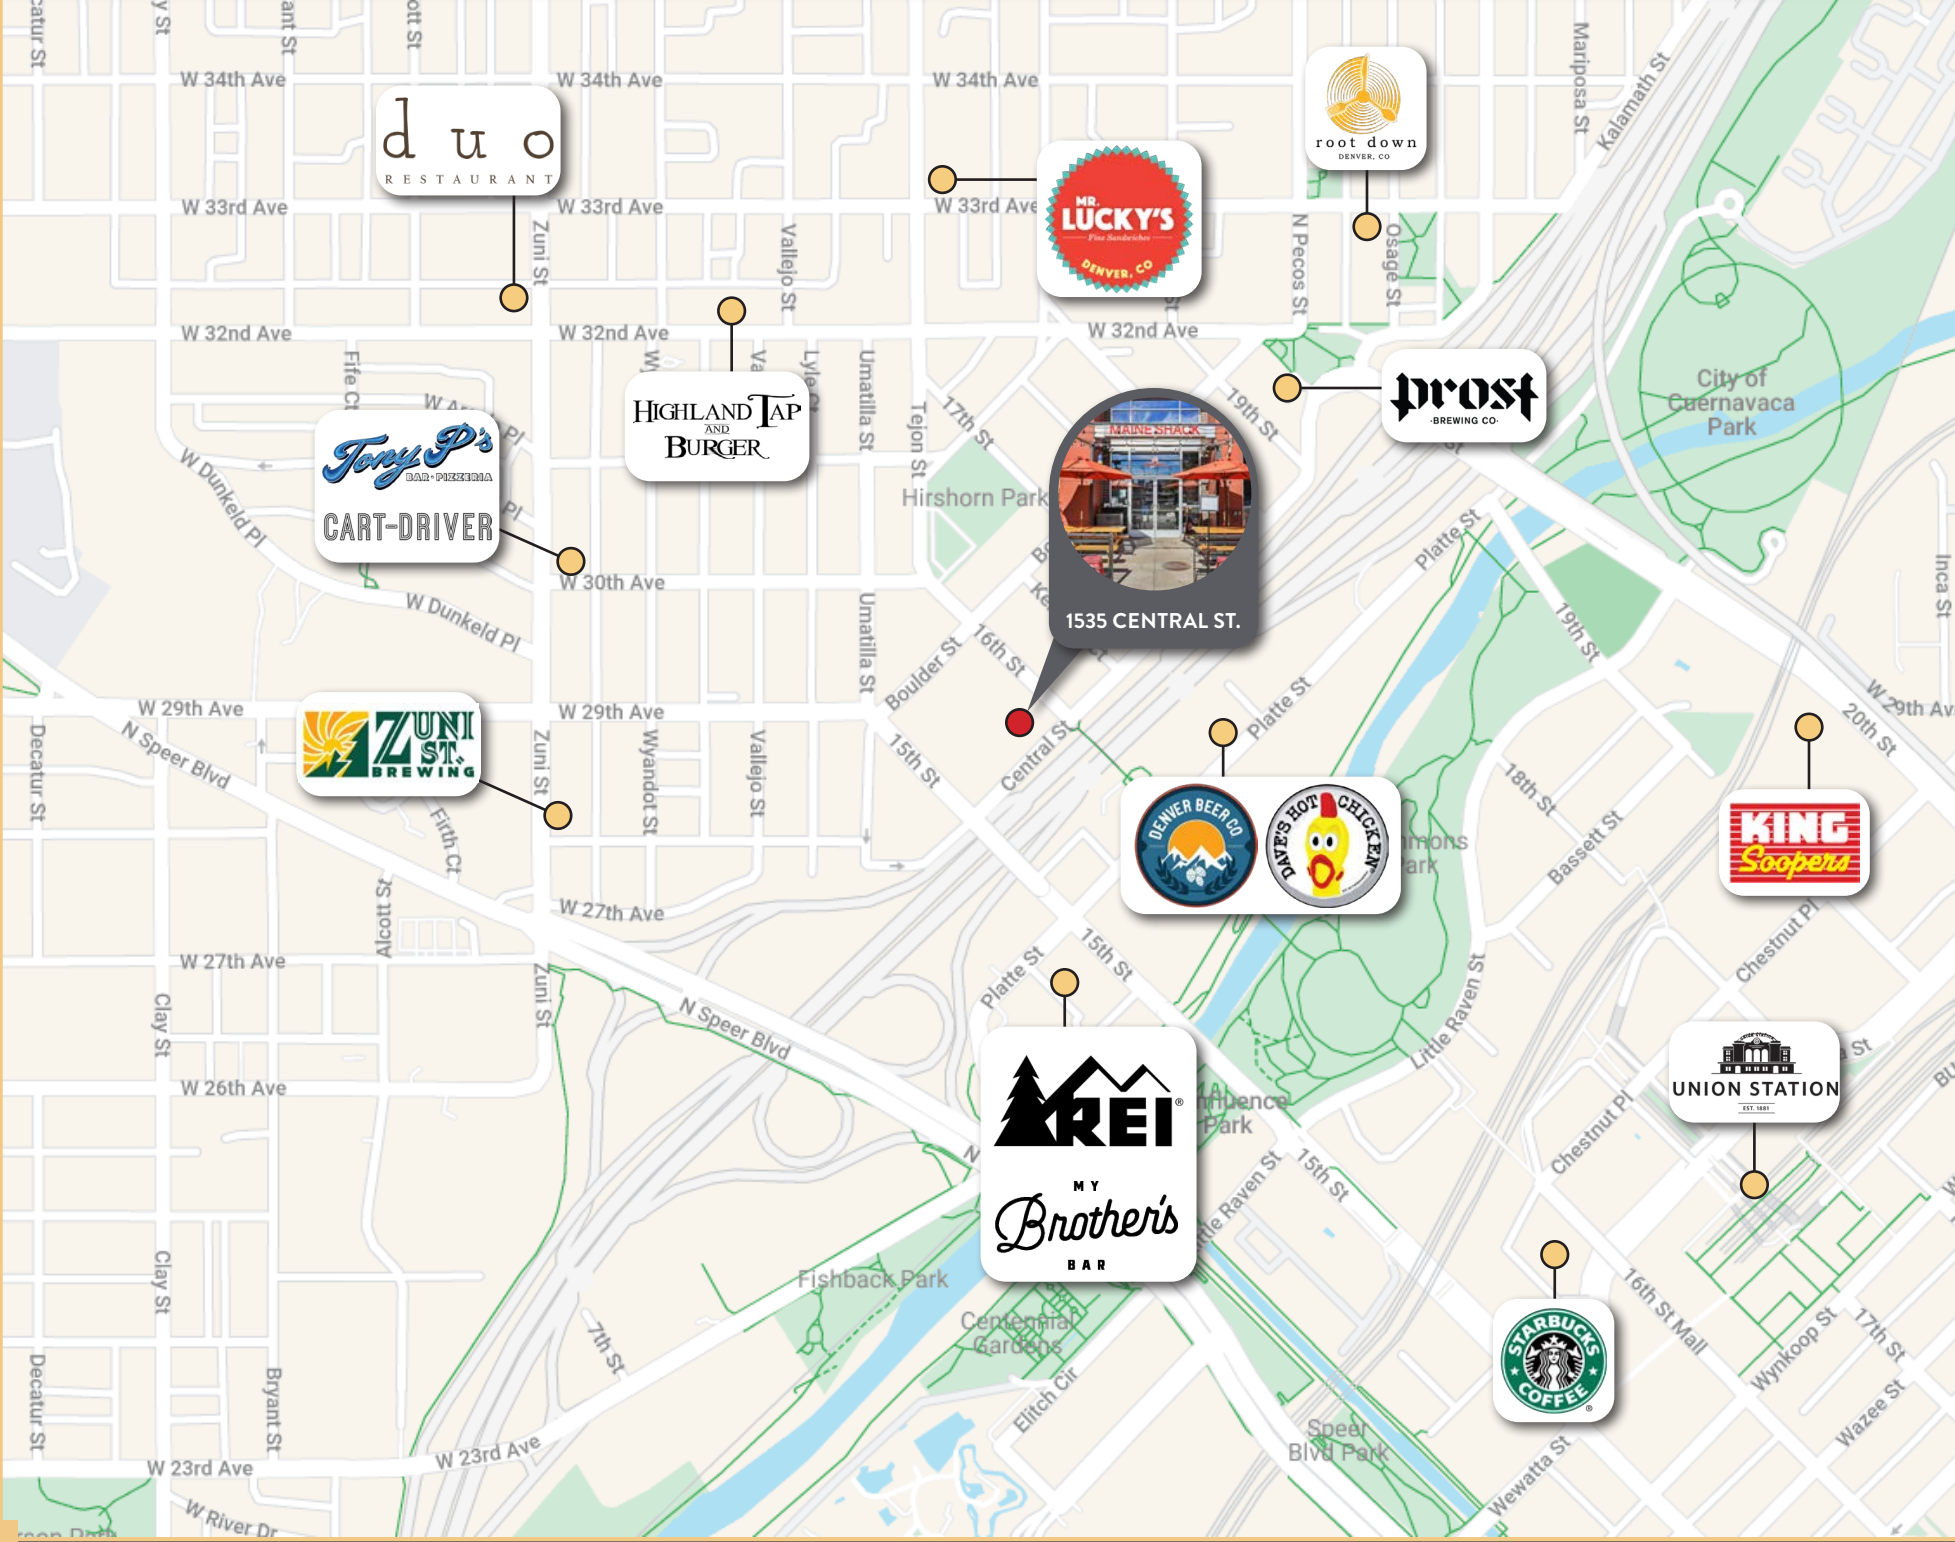 W 34th Ave
W 34th Ave
W 34th Ave
Mariposa St
Kalamath St
duo
RESTAURANT
root down
DENVER, CO
MR.
LUCKY'S
Fine Sandwiches
DENVER, CO
W 33rd Ave
W 33rd Ave
W 33rd Ave
Zuni St
Vallejo St
N Pecos St
Osage St
W 32nd Ave
W 32nd Ave
W 32nd Ave
Fife Ct
Umatilla St
Tejon St
17th St
19th St
HIGHLAND TAP
AND
BURGER
prost
·BREWING CO·
City of
Cuernavaca
Park
Tony P's
BAR·PIZZERIA
CART-DRIVER
W Dunkeld Pl
Hirshorn Park
MAINE SHACK
1535 CENTRAL ST.
Platte St
Inca St
W 30th Ave
W Dunkeld Pl
Umatilla St
Boulder St
16th St
19th St
W 29th Ave
W 29th Ave
N Speer Blvd
Decatur St
ZUNI
ST.
BREWING
Zuni St
Wyandot St
Vallejo St
15th St
Central St
Platte St
18th St
Bassett St
20th St
W 29th Av
DENVER BEER CO
DAVE'S HOT CHICKEN
KING
Soopers
Firth Ct
Alcott St
W 27th Ave
W 27th Ave
Zuni St
Clay St
N Speer Blvd
Platte St
15th St
Little Raven St
Chestnut Pl
W 26th Ave
REI®
MY
Brother's
BAR
Park
UNION STATION
EST. 1881
Chestnut Pl
15th St
Clay St
Fishback Park
Centennial
Gardens
Elitch Cir
7th St
STARBUCKS
COFFEE
®
16th St Mall
Wynkoop St
17th St
Wazee St
Decatur St
Bryant St
W 23rd Ave
W 23rd Ave
Speer
Blvd Park
Wewatta St
W River Dr